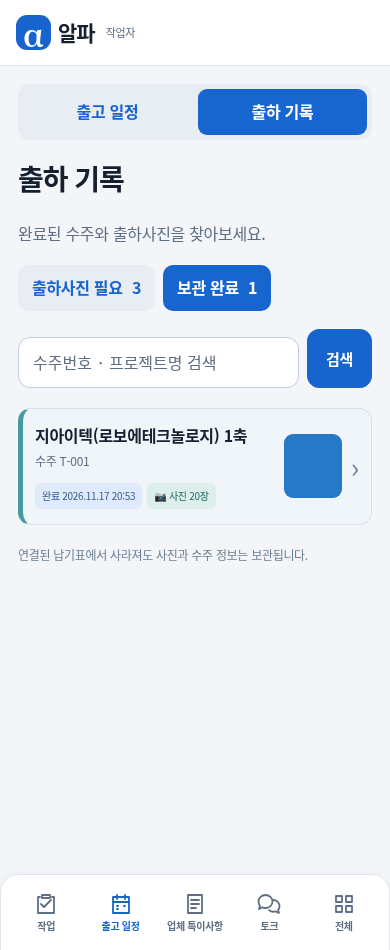 α 알파 작업자
출고 일정 출하 기록
출하 기록
완료된 수주와 출하사진을 찾아보세요.
출하사진 필요 3 보관 완료 1
수주번호 · 프로젝트명 검색 검색
지아이텍(로보에테크놀로지) 1축
수주 T-001
완료 2026.11.17 20:53 📷 사진 20장
연결된 납기표에서 사라져도 사진과 수주 정보는 보관됩니다.
작업 출고 일정 업체 특이사항 토크 전체